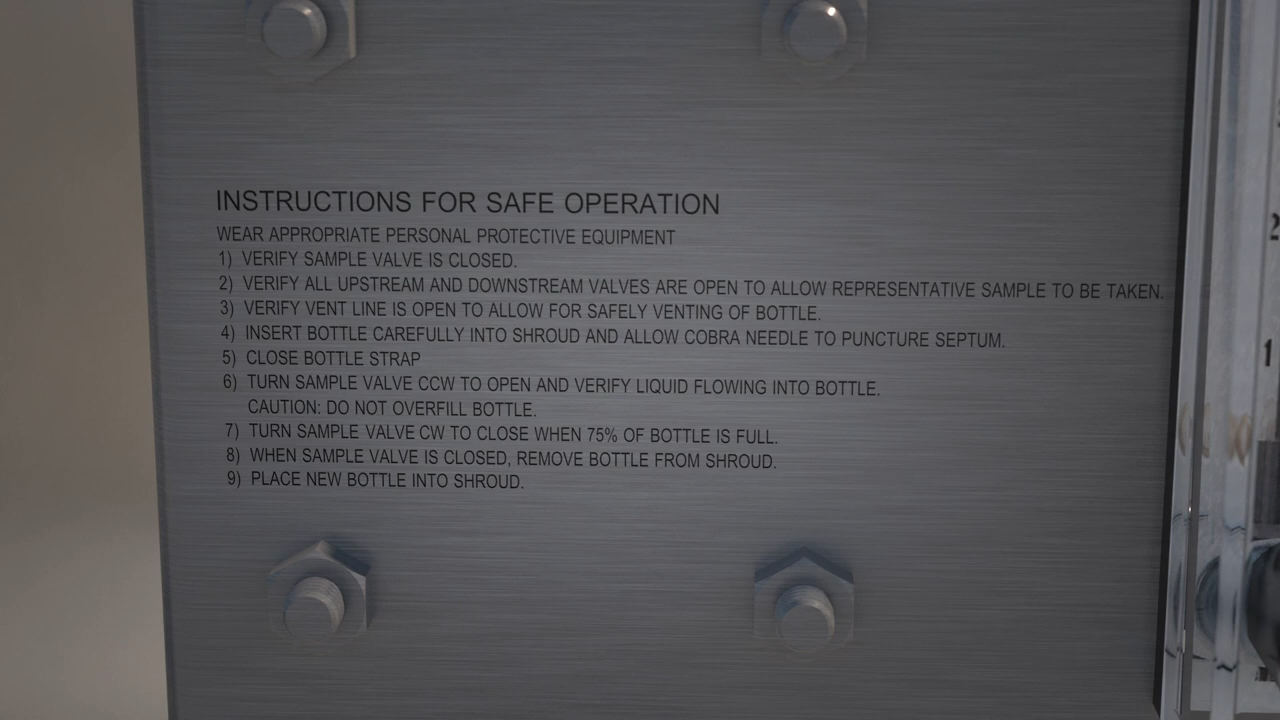 INSTRUCTIONS FOR SAFE OPERATION
WEAR APPROPRIATE PERSONAL PROTECTIVE EQUIPMENT
1) VERIFY SAMPLE VALVE IS CLOSED.
2) VERIFY ALL UPSTREAM AND DOWNSTREAM VALVES ARE OPEN TO ALLOW REPRESENTATIVE SAMPLE TO BE TAKEN.
3) VERIFY VENT LINE IS OPEN TO ALLOW FOR SAFELY VENTING OF BOTTLE.
4) INSERT BOTTLE CAREFULLY INTO SHROUD AND ALLOW COBRA NEEDLE TO PUNCTURE SEPTUM.
5) CLOSE BOTTLE STRAP
6) TURN SAMPLE VALVE CCW TO OPEN AND VERIFY LIQUID FLOWING INTO BOTTLE.
CAUTION: DO NOT OVERFILL BOTTLE.
7) TURN SAMPLE VALVE CW TO CLOSE WHEN 75% OF BOTTLE IS FULL.
8) WHEN SAMPLE VALVE IS CLOSED, REMOVE BOTTLE FROM SHROUD.
9) PLACE NEW BOTTLE INTO SHROUD.
2
1